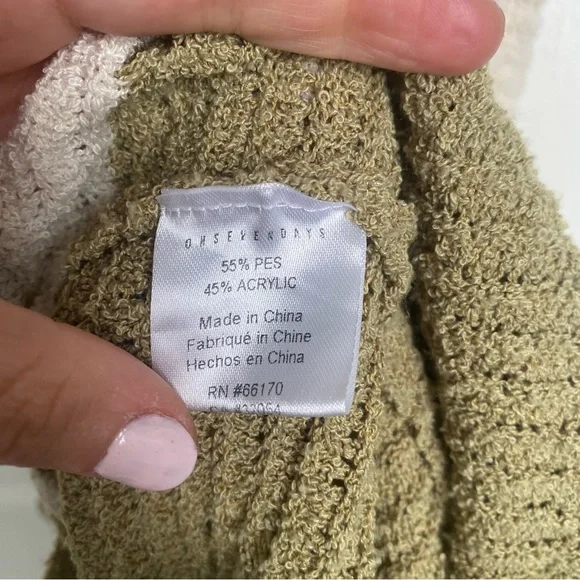 OHSEVENDAYS
55% PES
45% ACRYLIC
Made in China
Fabriqué in Chine
Hechos en China
RN #66170